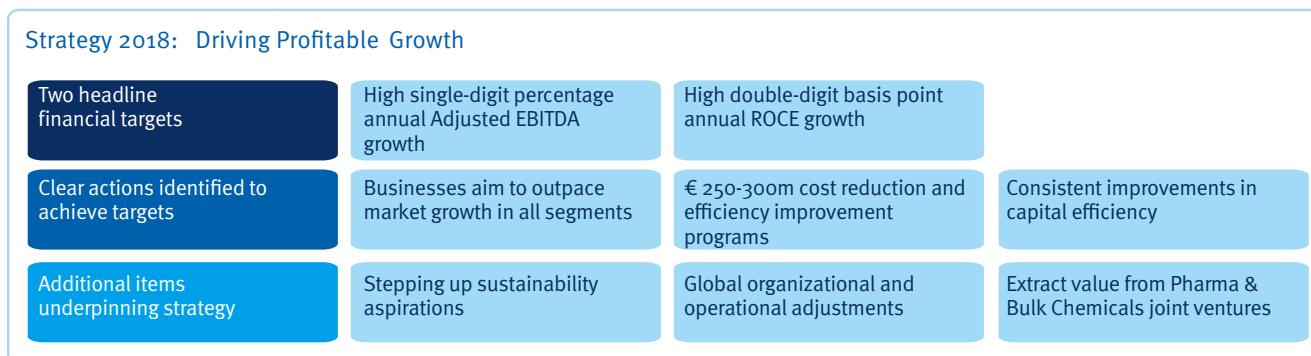 Strategy 2018: Driving Profitable Growth
Two headline
financial targets
High single-digit percentage
annual Adjusted EBITDA
growth
High double-digit basis point
annual ROCE growth
Clear actions identified to
achieve targets
Businesses aim to outpace
market growth in all segments
€ 250-300m cost reduction and
efficiency improvement
programs
Consistent improvements in
capital efficiency
Additional items
underpinning strategy
Stepping up sustainability
aspirations
Global organizational and
operational adjustments
Extract value from Pharma &
Bulk Chemicals joint ventures